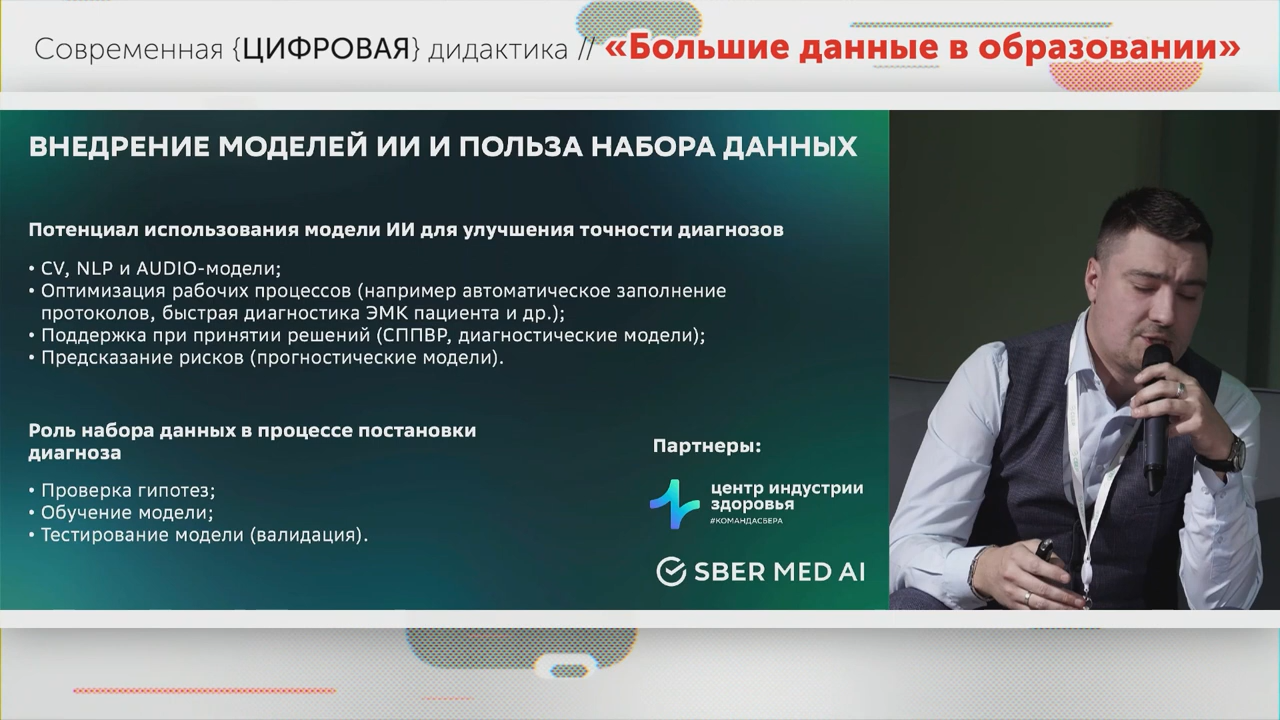 Современная {ЦИФРОВАЯ} дидактика // «Большие данные в образовании»
ВНЕДРЕНИЕ МОДЕЛЕЙ ИИ И ПОЛЬЗА НАБОРА ДАННЫХ
Потенциал использования модели ИИ для улучшения точности диагнозов
• CV, NLP и AUDIO-модели;
• Оптимизация рабочих процессов (например автоматическое заполнение
протоколов, быстрая диагностика ЭМК пациента и др.);
• Поддержка при принятии решений (СППВР, диагностические модели);
• Предсказание рисков (прогностические модели).
Роль набора данных в процессе постановки
диагноза
• Проверка гипотез;
• Обучение модели;
• Тестирование модели (валидация).
Партнеры:
центр индустрии
здоровья
#КОМАНДАСБЕРА
SBER MED AI